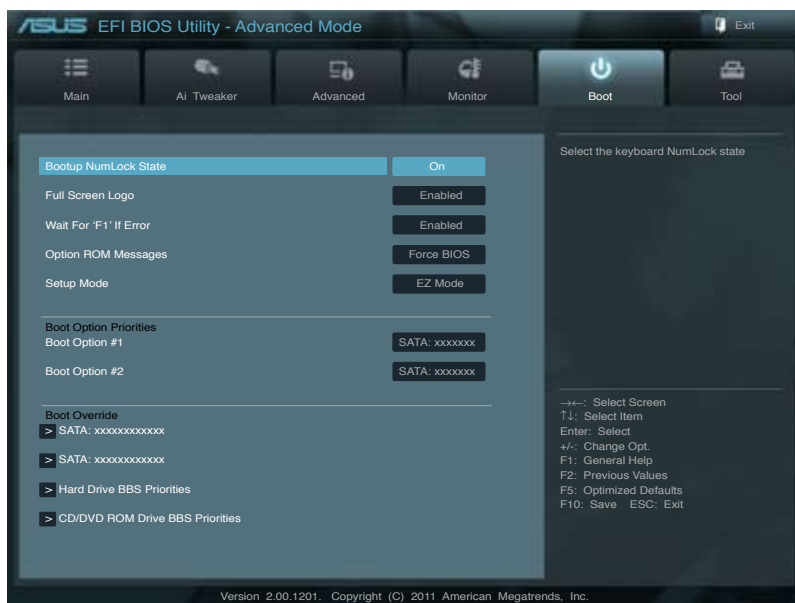 ASUS EFI BIOS Utility - Advanced Mode
Exit
Main
Ai Tweaker
Advanced
Monitor
Boot
Tool
Bootup NumLock State On
Full Screen Logo Enabled
Wait For ‘F1’ If Error Enabled
Option ROM Messages Force BIOS
Setup Mode EZ Mode
Boot Option Priorities
Boot Option #1 SATA: xxxxxxx
Boot Option #2 SATA: xxxxxxx
Boot Override
> SATA: xxxxxxxxxxxx
> SATA: xxxxxxxxxxxx
> Hard Drive BBS Priorities
> CD/DVD ROM Drive BBS Priorities
Select the keyboard NumLock state
→←: Select Screen
↑↓: Select Item
Enter: Select
+/-: Change Opt.
F1: General Help
F2: Previous Values
F5: Optimized Defaults
F10: Save ESC: Exit
Version 2.00.1201. Copyright (C) 2011 American Megatrends, Inc.